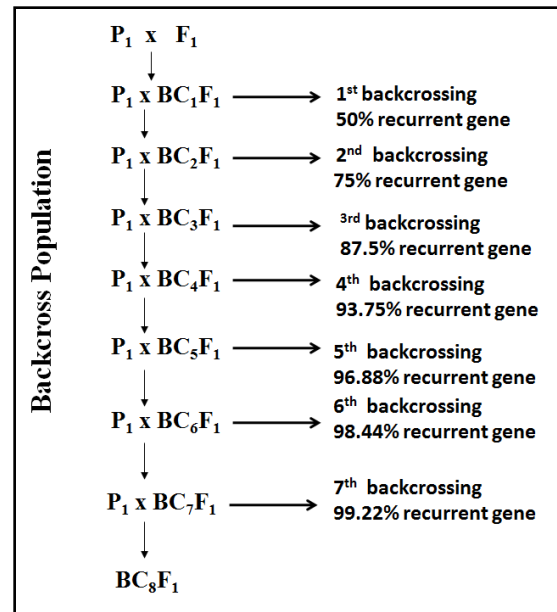 Backcross Population
P₁ x F₁
P₁ x BC₁F₁
1st backcrossing
50% recurrent gene
P₁ x BC₂F₁
2nd backcrossing
75% recurrent gene
P₁ x BC₃F₁
3rd backcrossing
87.5% recurrent gene
P₁ x BC₄F₁
4th backcrossing
93.75% recurrent gene
P₁ x BC₅F₁
5th backcrossing
96.88% recurrent gene
P₁ x BC₆F₁
6th backcrossing
98.44% recurrent gene
P₁ x BC₇F₁
7th backcrossing
99.22% recurrent gene
BC₈F₁